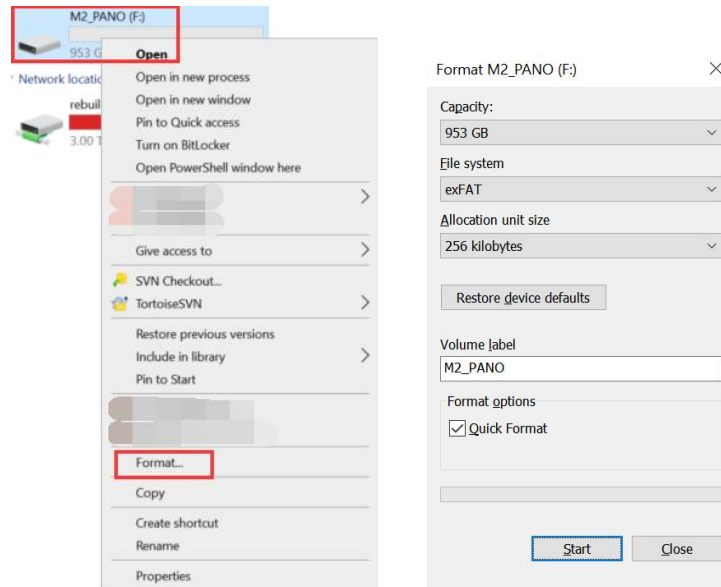 M2_PANO (F:)
953 G
Network locatio
rebuil
3.00 T
Open
Open in new process
Open in new window
Pin to Quick access
Turn on BitLocker
Open PowerShell window here
Give access to
SVN Checkout...
TortoiseSVN
Restore previous versions
Include in library
Pin to Start
Format...
Copy
Create shortcut
Rename
Properties
Format M2_PANO (F:)
Capacity:
953 GB
File system
exFAT
Allocation unit size
256 kilobytes
Restore device defaults
Volume label
M2_PANO
Format options
Quick Format
Start
Close